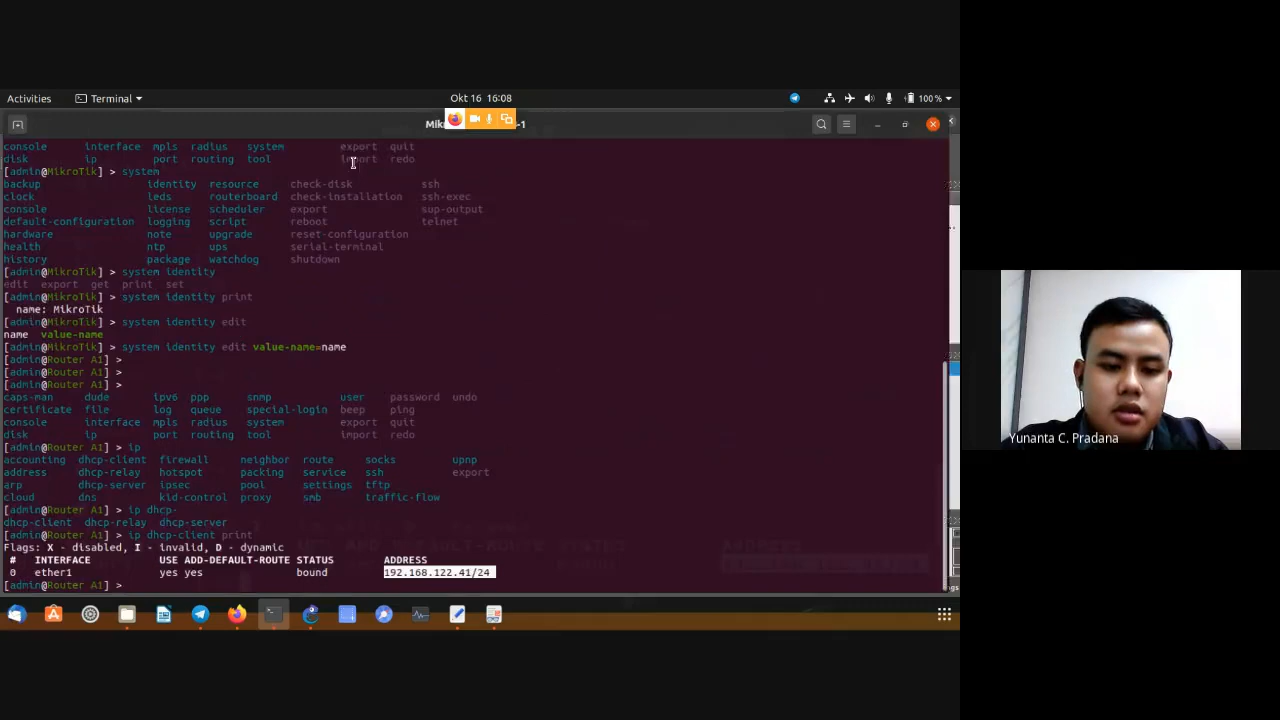 Activities Terminal Okt 16 16:08 100%
Mik -1
console interface mpls radius system export quit
disk ip port routing tool import redo
[admin@MikroTik] > system
backup identity resource check-disk ssh
clock leds routerboard check-installation ssh-exec
console license scheduler export sup-output
default-configuration logging script reboot telnet
hardware note upgrade reset-configuration
health ntp ups serial-terminal
history package watchdog shutdown
[admin@MikroTik] > system identity
edit export get print set
[admin@MikroTik] > system identity print
name: MikroTik
[admin@MikroTik] > system identity edit
name value-name
[admin@MikroTik] > system identity edit value-name=name
[admin@Router A1] >
[admin@Router A1] >
[admin@Router A1] >
caps-man dude ipv6 ppp snmp user password undo
certificate file log queue special-login beep ping
console interface mpls radius system export quit
disk ip port routing tool import redo
[admin@Router A1] > ip
accounting dhcp-client firewall neighbor route socks upnp
address dhcp-relay hotspot packing service ssh export
arp dhcp-server ipsec pool settings tftp
cloud dns kid-control proxy smb traffic-flow
[admin@Router A1] > ip dhcp-
dhcp-client dhcp-relay dhcp-server
[admin@Router A1] > ip dhcp-client print
Flags: X - disabled, I - invalid, D - dynamic
# INTERFACE USE ADD-DEFAULT-ROUTE STATUS ADDRESS
0 ether1 yes yes bound 192.168.122.41/24
[admin@Router A1] >
Yunanta C. Pradana